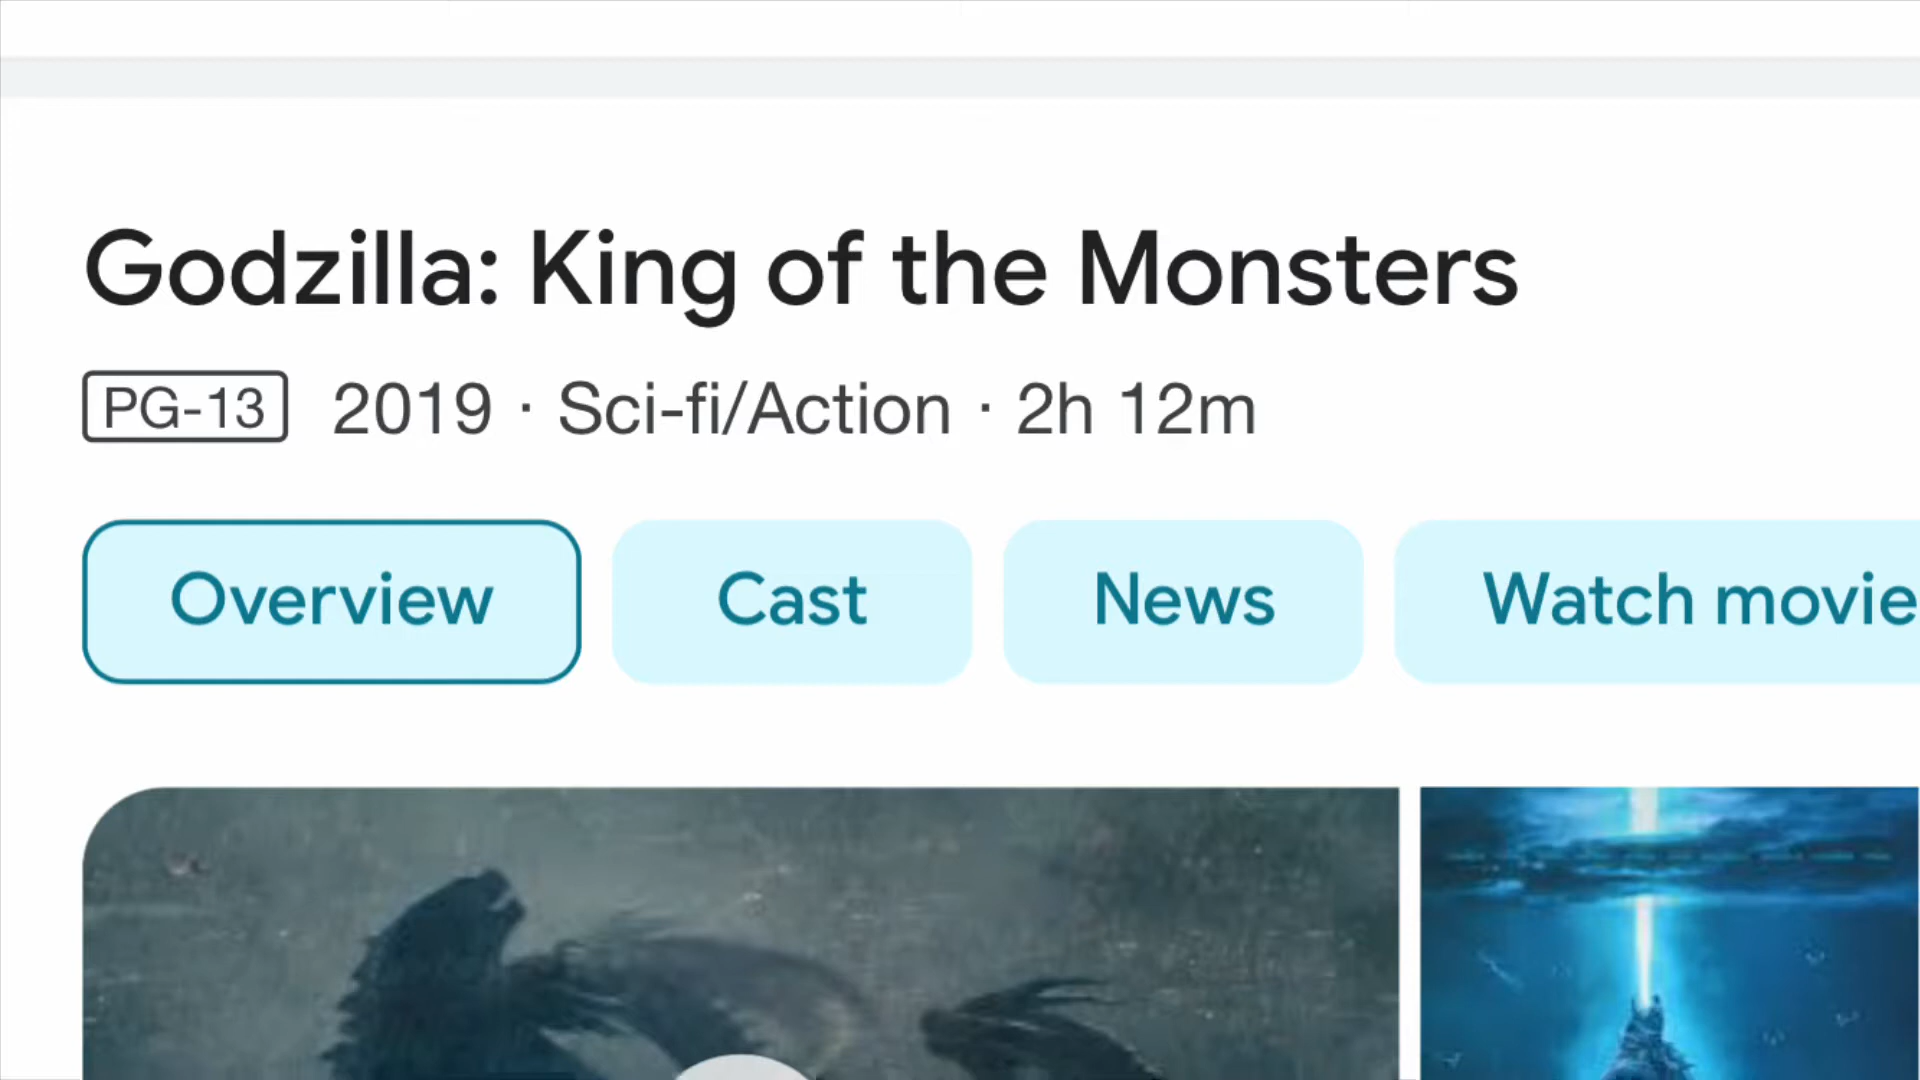 Godzilla: King of the Monsters
PG-13 2019 · Sci-fi/Action · 2h 12m
Overview Cast News Watch movie